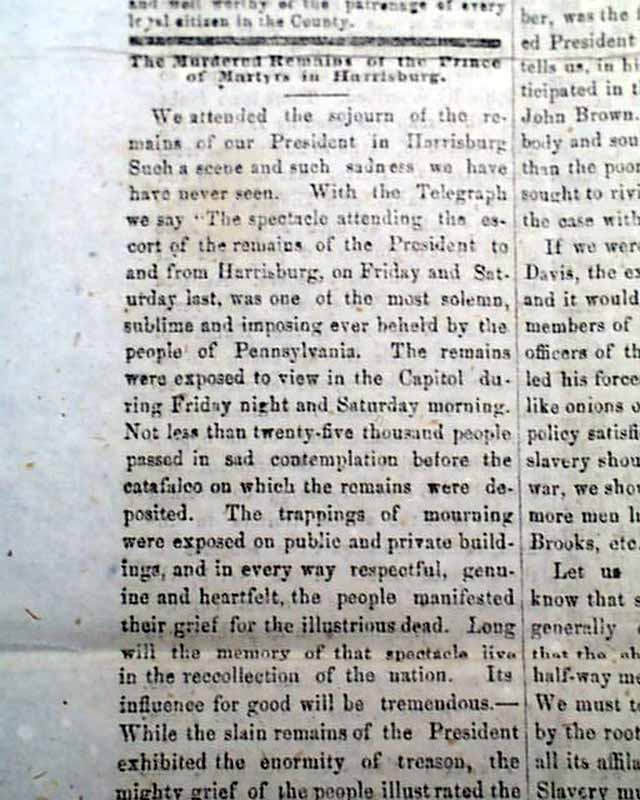 and well worthy of the patronage of every
loyal citizen in the County.
The Murdered Remains of the Prince
of Martyrs in Harrisburg.
We attended the sojourn of the re-
mains of our President in Harrisburg
Such a scene and such sadness we have
have never seen. With the Telegraph
we say "The spectacle attending the es-
cort of the remains of the President to
and from Harrisburg, on Friday and Sat-
urday last, was one of the most solemn,
sublime and imposing ever beheld by the
people of Pennsylvania. The remains
were exposed to view in the Capitol du-
ring Friday night and Saturday morning.
Not less than twenty-five thousand people
passed in sad contemplation before the
catafalco on which the remains were de-
posited. The trappings of mourning
were exposed on public and private build-
ings, and in every way respectful, genu-
ine and heartfelt, the people manifested
their grief for the illustrious dead. Long
will the memory of that spectacle live
in the reccollection of the nation. Its
influence for good will be tremendous.—
While the slain remains of the President
exhibited the enormity of treason, the
mighty grief of the people illustrated the
ber, was the
ed President
tells us, in his
ticipated in t
John Brown.
body and sou
than the poor
sought to riv
the case with
If we were
Davis, the ex
and it would
members of
officers of th
led his force
like onions o
policy satisfi
slavery shou
war, we shou
more men l
Brooks, etc.
Let us
know that s
generally
that the ab
half-way me
We must t
by the root
all its affilia
Slavery mu